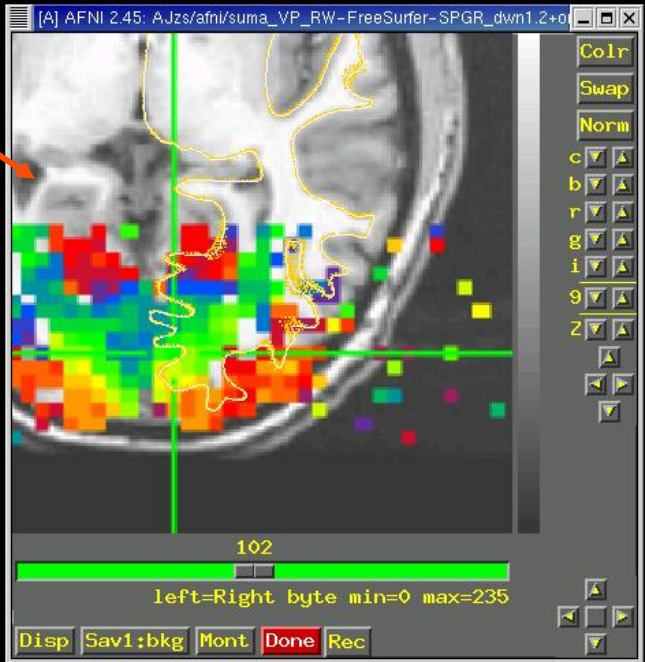 [A] AFNI 2.45: AJzs/afni/suma_VP_RW-FreeSurfer-SPGR_dwn1.2+o
Colr
Swap
Norm
c
b
r
g
i
9
Z
102
left=Right byte min=0 max=235
Disp Sav1:bkg Mont Done Rec